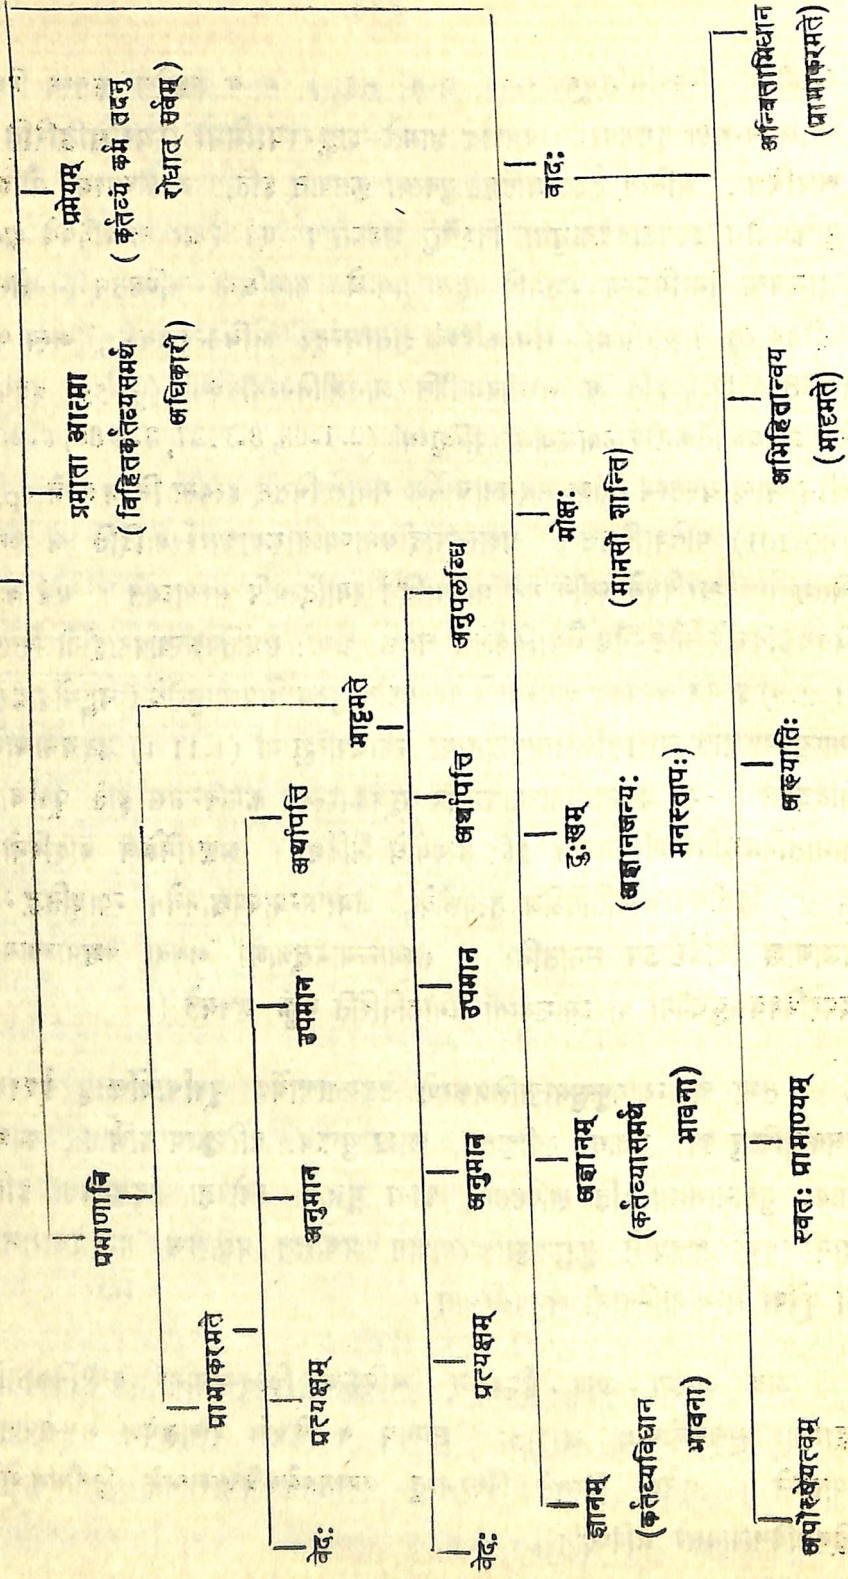 प्रमाणानि
प्रमाता आत्मा
(विहितकर्तव्यसमर्थ
अधिकारी)
प्रमेयम्
(कर्तव्यं कर्म तदनु
रोधात् सर्वम्)
प्राभाकरमते
भाट्टमते
वेदः प्रत्यक्षम् अनुमान उपमान अर्थापत्ति
वेदः प्रत्यक्षम् अनुमान उपमान अर्थापत्ति अनुपलब्धि
ज्ञानम्
(कर्तव्यविधान
भावना)
अज्ञानम्
(कर्तव्यासमर्थ
भावना)
दुःखम्
(अज्ञानजन्यः
मनस्तापः)
मोक्षः
(मानसी शान्ति)
वादः
अपौरुषेयत्वम् स्वतः प्रामाण्यम् अख्यातिः अभिहितान्वय अन्विताभिधान
(भाट्टमते) (प्राभाकरमते)